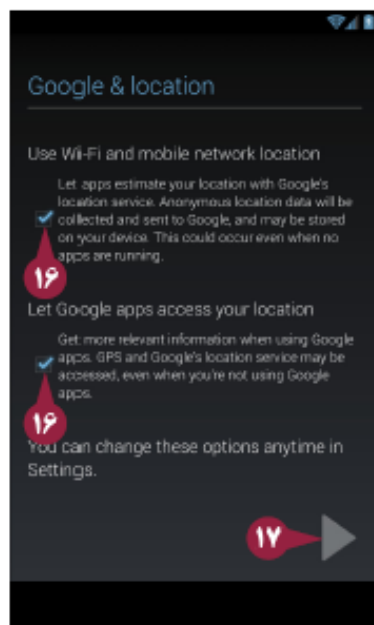 Google & location
Use Wi-Fi and mobile network location
Let apps estimate your location with Google's
location service. Anonymous location data will be
collected and sent to Google, and may be stored
on your device. This could occur even when no
apps are running.
۱۶
Let Google apps access your location
Get more relevant information when using Google
apps. GPS and Google's location service may be
accessed, even when you're not using Google
apps.
۱۶
You can change these options anytime in
Settings.
۱۷